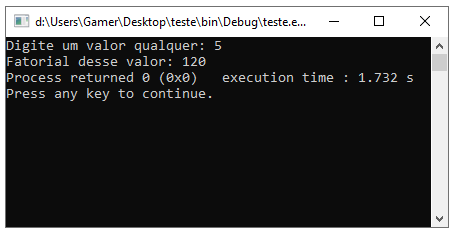 d:\Users\Gamer\Desktop\teste\bin\Debug\teste.e...
Digite um valor qualquer: 5
Fatorial desse valor: 120
Process returned 0 (0x0)   execution time : 1.732 s
Press any key to continue.